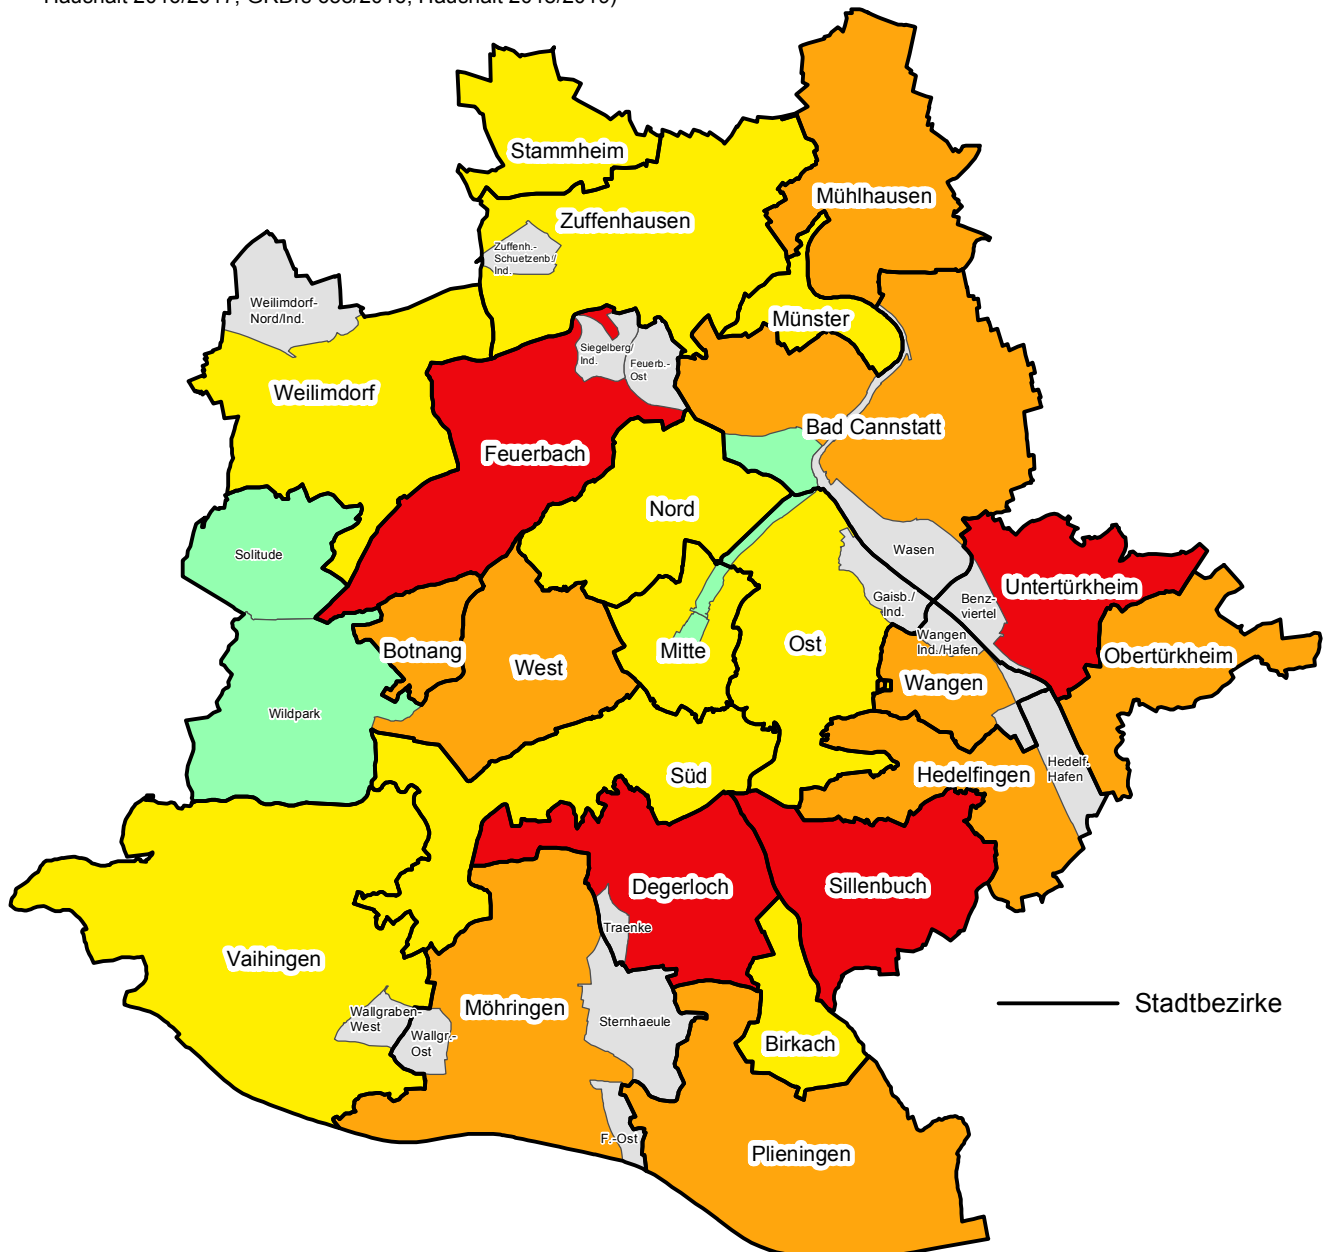 Stammheim
Mühlhausen
Zuffenhausen
Zuffenh.-
Schuetzenb./
Ind.
Weilimdorf-
Nord/Ind.
Münster
Siegelberg/
Ind.
Feuerb.-
Ost
Weilimdorf
Bad Cannstatt
Feuerbach
Nord
Solitude
Wasen
Untertürkheim
Gaisb./
Ind.
Benz-
viertel
Wangen
Ind./Hafen
Botnang
West
Mitte
Ost
Obertürkheim
Wangen
Wildpark
Süd
Hedelfingen
Hedelf.
Hafen
Degerloch
Sillenbuch
Traenke
Vaihingen
Möhringen
Wallgraben-
West
Wallgr.-
Ost
Sternhaeule
Birkach
Stadtbezirke
F.-Ost
Plieningen